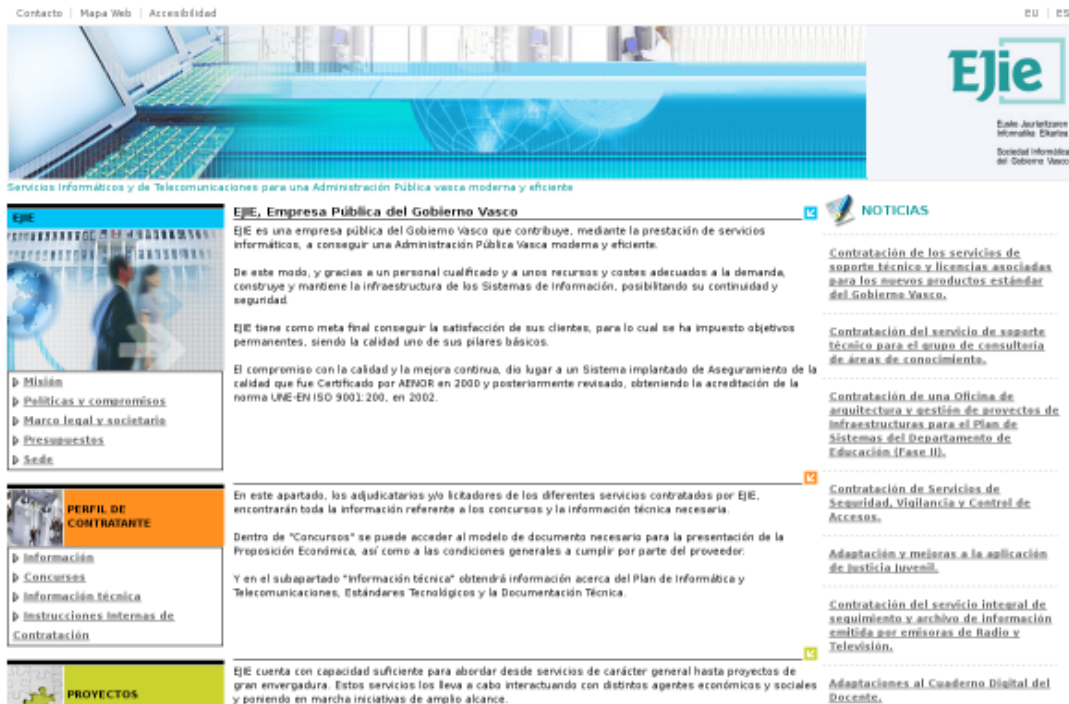 Contacto | Mapa Web | Accesibilidad
EU | ES
EJie
Eusko Jaurlaritzaren
Informatika Elkartea
Sociedad Informática
del Gobierno Vasco
Servicios Informáticos y de Telecomunicaciones para una Administración Pública vasca moderna y eficiente
EJIE
Misión
Políticas y compromisos
Marco legal y societario
Presupuestos
Sede
EJIE, Empresa Pública del Gobierno Vasco
EJIE es una empresa pública del Gobierno Vasco que contribuye, mediante la prestación de servicios
informáticos, a conseguir una Administración Pública Vasca moderna y eficiente.
De este modo, y gracias a un personal cualificado y a unos recursos y costes adecuados a la demanda,
construye y mantiene la infraestructura de los Sistemas de Información, posibilitando su continuidad y
seguridad.
EJIE tiene como meta final conseguir la satisfacción de sus clientes, para lo cual se ha impuesto objetivos
permanentes, siendo la calidad uno de sus pilares básicos.
El compromiso con la calidad y la mejora continua, dio lugar a un Sistema implantado de Aseguramiento de la
calidad que fue Certificado por AENOR en 2000 y posteriormente revisado, obteniendo la acreditación de la
norma UNE-EN ISO 9001:200, en 2002.
PERFIL DE
CONTRATANTE
Información
Concursos
Información técnica
Instrucciones Internas de
Contratación
En este apartado, los adjudicatarios y/o licitadores de los diferentes servicios contratados por EJIE,
encontrarán toda la información referente a los concursos y la información técnica necesaria.
Dentro de "Concursos" se puede acceder al modelo de documento necesario para la presentación de la
Proposición Económica, así como a las condiciones generales a cumplir por parte del proveedor.
Y en el subapartado "Información técnica" obtendrá información acerca del Plan de Informática y
Telecomunicaciones, Estándares Tecnológicos y la Documentación Técnica.
PROYECTOS
EJIE cuenta con capacidad suficiente para abordar desde servicios de carácter general hasta proyectos de
gran envergadura. Estos servicios los lleva a cabo interactuando con distintos agentes económicos y sociales
y poniendo en marcha iniciativas de amplio alcance.
NOTICIAS
Contratación de los servicios de
soporte técnico y licencias asociadas
para los nuevos productos estándar
del Gobierno Vasco.
Contratación del servicio de soporte
técnico para el grupo de consultoría
de áreas de conocimiento.
Contratación de una Oficina de
arquitectura y gestión de proyectos de
Infraestructuras para el Plan de
Sistemas del Departamento de
Educación (Fase II).
Contratación de Servicios de
Seguridad, Vigilancia y Control de
Accesos.
Adaptación y mejoras a la aplicación
de Justicia Juvenil.
Contratación del servicio integral de
seguimiento y archivo de información
emitida por emisoras de Radio y
Televisión.
Adaptaciones al Cuaderno Digital del
Docente.